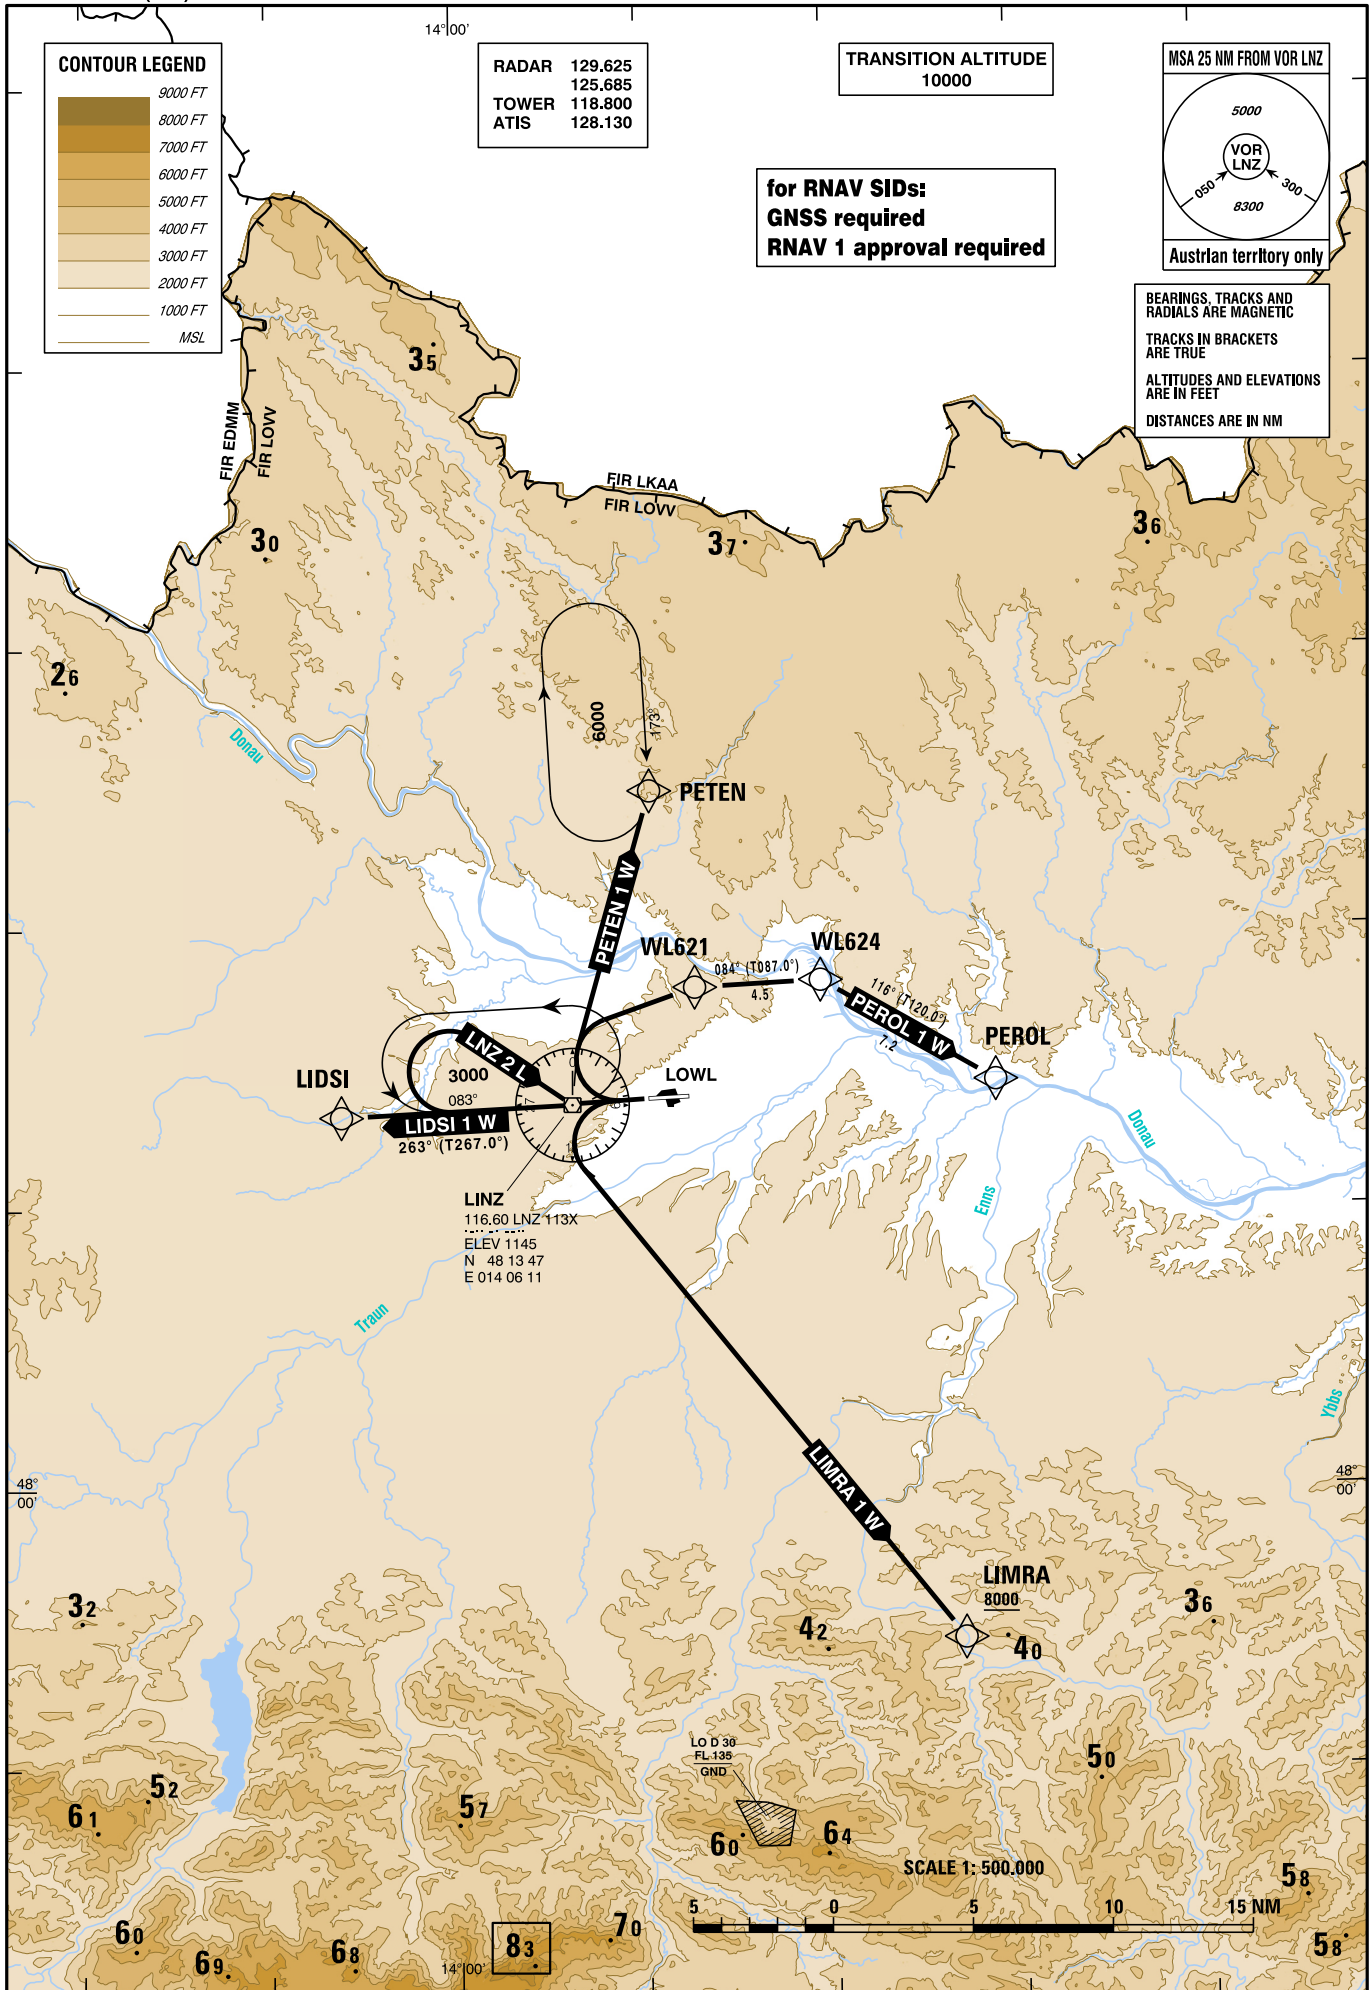 14° 00'
CONTOUR LEGEND
9000 FT
8000 FT
7000 FT
6000 FT
5000 FT
4000 FT
3000 FT
2000 FT
1000 FT
MSL
RADAR 129.625
125.685
TOWER 118.800
ATIS 128.130
TRANSITION ALTITUDE
10000
for RNAV SIDs:
GNSS required
RNAV 1 approval required
MSA 25 NM FROM VOR LNZ
5000
VOR
LNZ
050
300
8300
Austrian territory only
BEARINGS, TRACKS AND
RADIALS ARE MAGNETIC
TRACKS IN BRACKETS
ARE TRUE
ALTITUDES AND ELEVATIONS
ARE IN FEET
DISTANCES ARE IN NM
35
FIR EDMM
FIR LOVV
FIR LKAA
FIR LOVV
30
37
36
26
Donau
6000
173°
PETEN
PETEN 1 W
WL621
084° (T087.0°)
4.5
WL624
116° (T120.0°)
PEROL 1 W
7.2
PEROL
LNZ 2 L
3000
083°
LIDSI
LIDSI 1 W
263° (T267.0°)
0
9
27
LOWL
Donau
Enns
LINZ
116.60 LNZ 113X
ELEV 1145
N 48 13 47
E 014 06 11
Traun
Ybbs
48°
00'
48°
00'
LIMRA 1 W
LIMRA
8000
32
42
40
36
LO D 30
FL 135
GND
50
52
61
57
60
64
SCALE 1: 500.000
58
5 0 5 10 15 NM
60
69
68
14° 00'
83
70
58